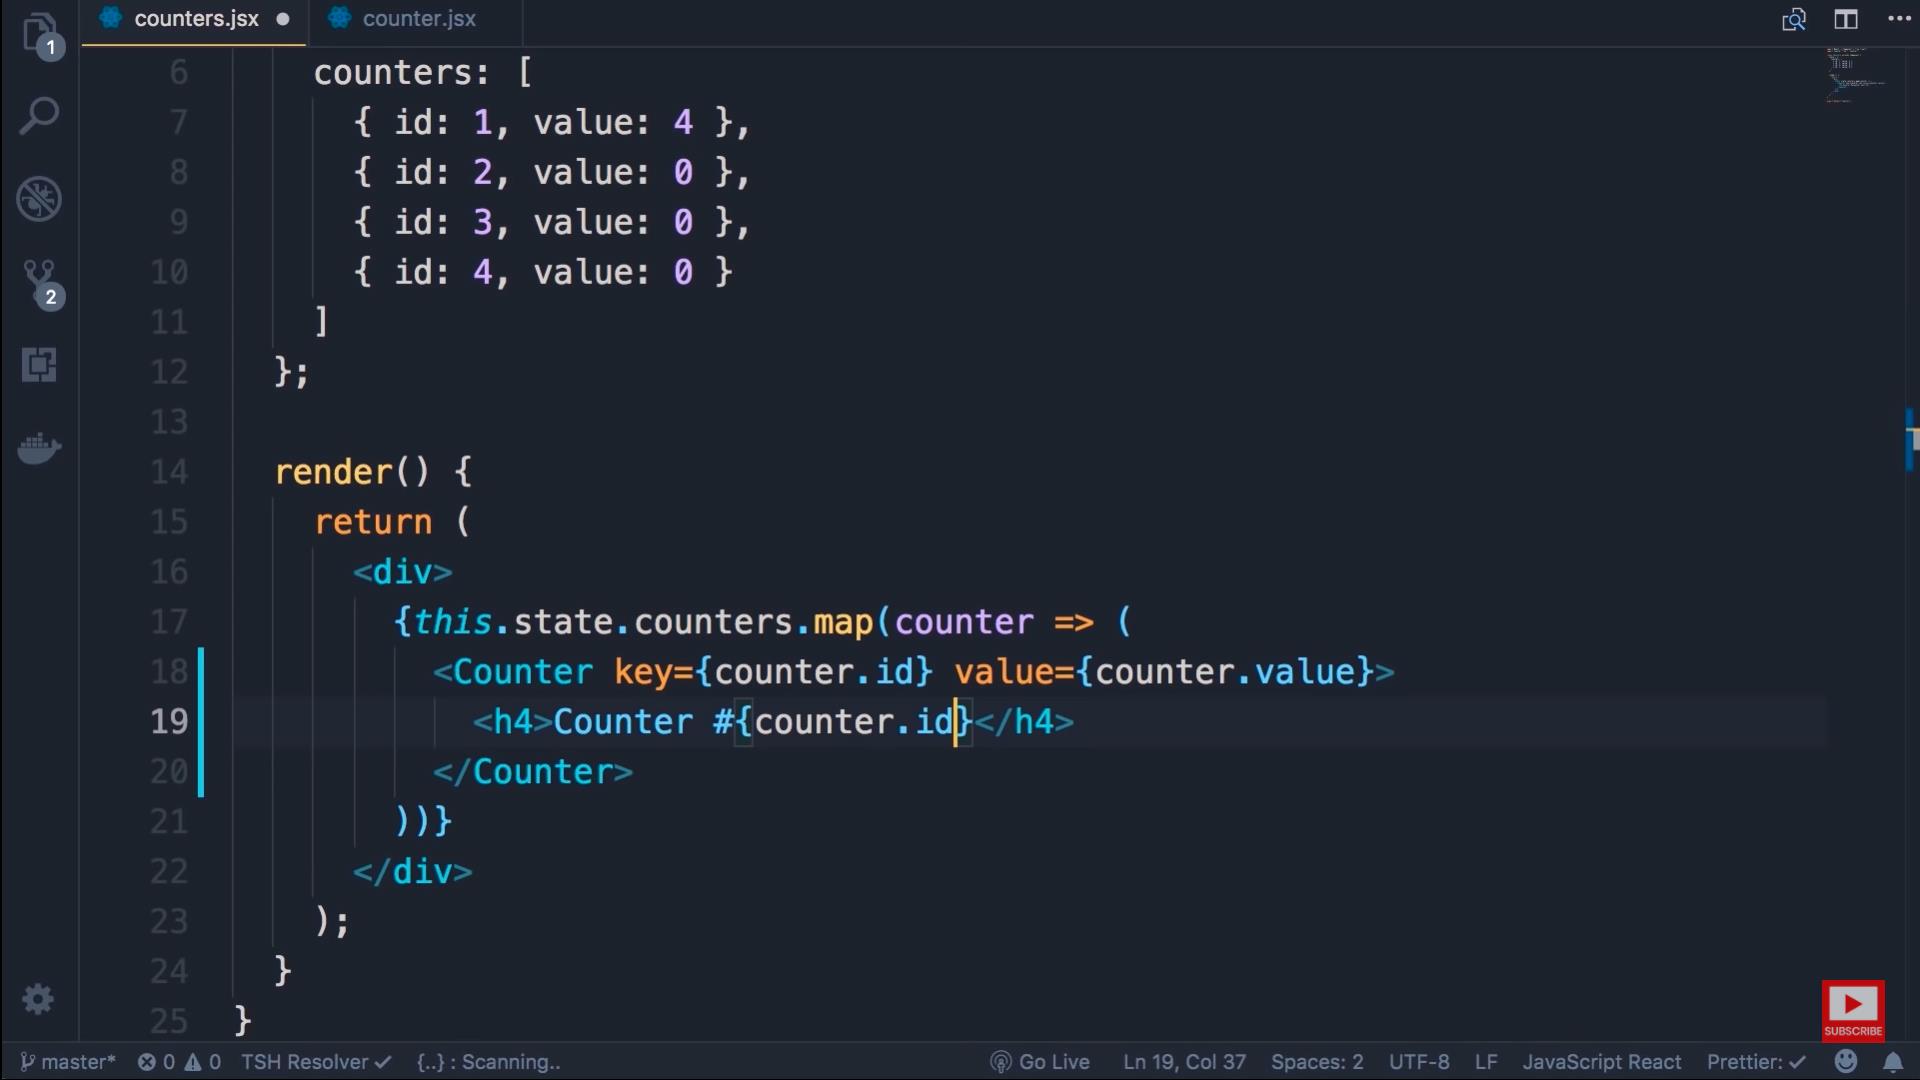 counters.jsx ● counter.jsx
1
2
6 counters: [
7 { id: 1, value: 4 },
8 { id: 2, value: 0 },
9 { id: 3, value: 0 },
10 { id: 4, value: 0 }
11 ]
12 };
13
14 render() {
15 return (
16 <div>
17 {this.state.counters.map(counter => (
18 <Counter key={counter.id} value={counter.value}>
19 <h4>Counter #{counter.id}</h4>
20 </Counter>
21 ))}
22 </div>
23 );
24 }
25 }
SUBSCRIBE
master* 0 0 TSH Resolver ✓ {..} : Scanning.. Go Live Ln 19, Col 37 Spaces: 2 UTF-8 LF JavaScript React Prettier: ✓